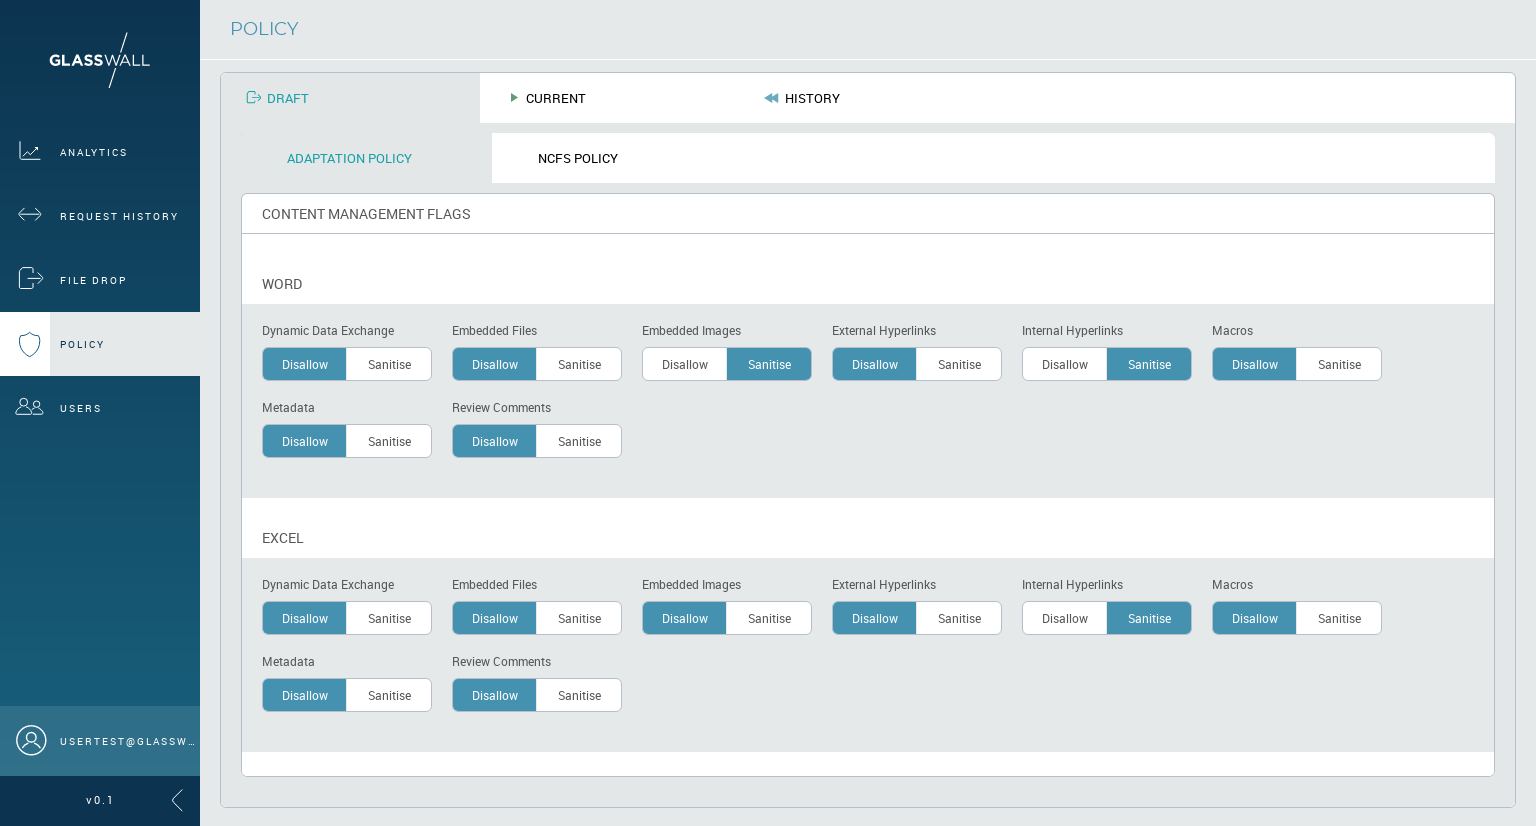 GLASSWALL
ANALYTICS
REQUEST HISTORY
FILE DROP
POLICY
USERS
USERTEST@GLASSW…
v0.1
POLICY
DRAFT CURRENT HISTORY
ADAPTATION POLICY NCFS POLICY
CONTENT MANAGEMENT FLAGS
WORD
Dynamic Data Exchange Embedded Files Embedded Images External Hyperlinks Internal Hyperlinks Macros
Disallow Sanitise Disallow Sanitise Disallow Sanitise Disallow Sanitise Disallow Sanitise Disallow Sanitise
Metadata Review Comments
Disallow Sanitise Disallow Sanitise
EXCEL
Dynamic Data Exchange Embedded Files Embedded Images External Hyperlinks Internal Hyperlinks Macros
Disallow Sanitise Disallow Sanitise Disallow Sanitise Disallow Sanitise Disallow Sanitise Disallow Sanitise
Metadata Review Comments
Disallow Sanitise Disallow Sanitise